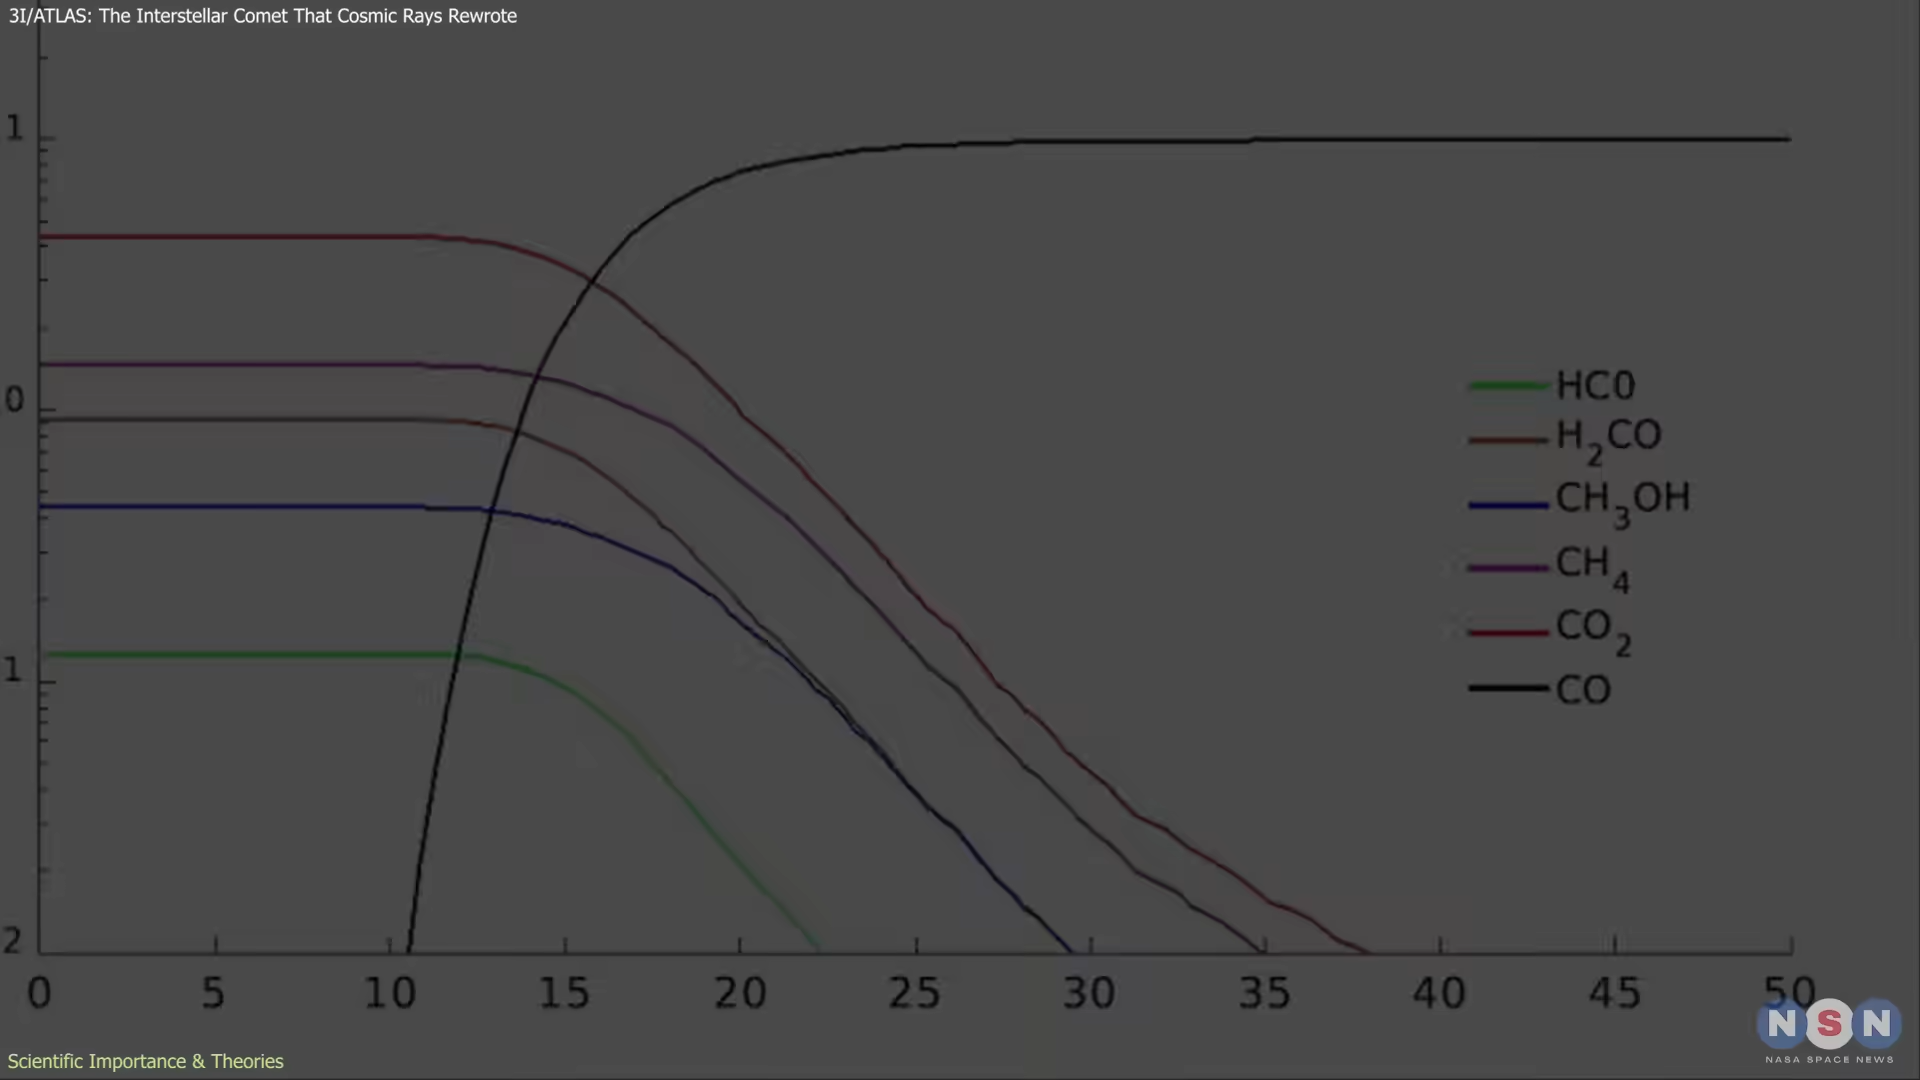 3I/ATLAS: The Interstellar Comet That Cosmic Rays Rewrote
1
0
1
2
HC0
H2CO
CH3OH
CH4
CO2
CO
0 5 10 15 20 25 30 35 40 45 50
NSN
NASA SPACE NEWS
Scientific Importance & Theories